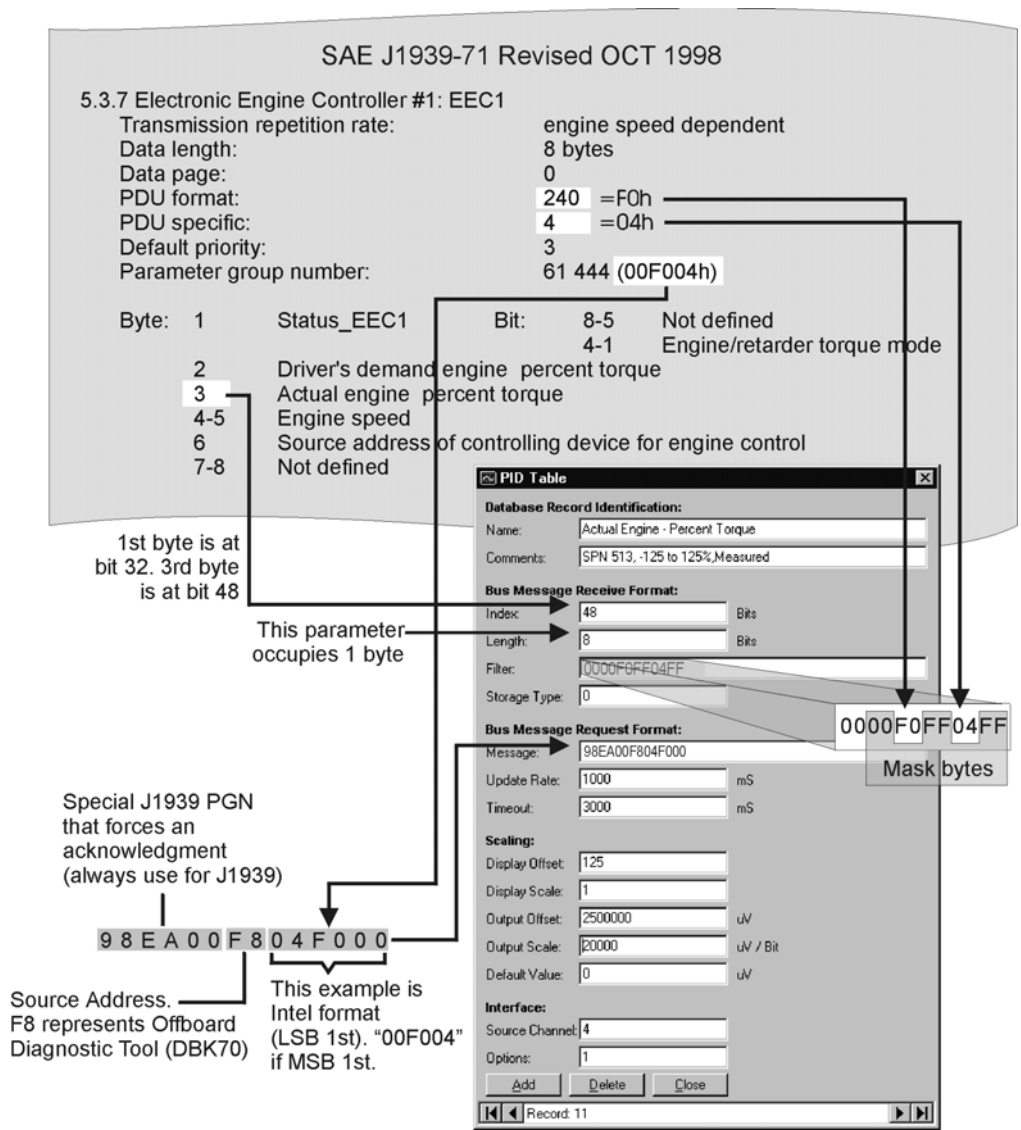 SAE J1939-71 Revised OCT 1998
5.3.7 Electronic Engine Controller #1: EEC1
Transmission repetition rate: engine speed dependent
Data length: 8 bytes
Data page: 0
PDU format: 240 =F0h
PDU specific: 4 =04h
Default priority: 3
Parameter group number: 61 444 (00F004h)
Byte: 1 Status_EEC1 Bit: 8-5 Not defined
4-1 Engine/retarder torque mode
2 Driver's demand engine percent torque
3 Actual engine percent torque
4-5 Engine speed
6 Source address of controlling device for engine control
7-8 Not defined
1st byte is at
bit 32. 3rd byte
is at bit 48
This parameter
occupies 1 byte
PID Table
Database Record Identification:
Name: Actual Engine - Percent Torque
Comments: SPN 513, -125 to 125%,Measured
Bus Message Receive Format:
Index: 48 Bits
Length: 8 Bits
Filter: 0000F0FF04FF
Storage Type: 0
Bus Message Request Format:
Message: 98EA00F804F000
Update Rate: 1000 mS
Timeout: 3000 mS
Scaling:
Display Offset: 125
Display Scale: 1
Output Offset: 2500000 uV
Output Scale: 20000 uV / Bit
Default Value: 0 uV
Interface:
Source Channel: 4
Options: 1
Add Delete Close
Record: 11
0000F0FF04FF
Mask bytes
Special J1939 PGN
that forces an
acknowledgment
(always use for J1939)
98EA00 F8 04F000
Source Address.
F8 represents Offboard
Diagnostic Tool (DBK70)
This example is
Intel format
(LSB 1st). “00F004”
if MSB 1st.